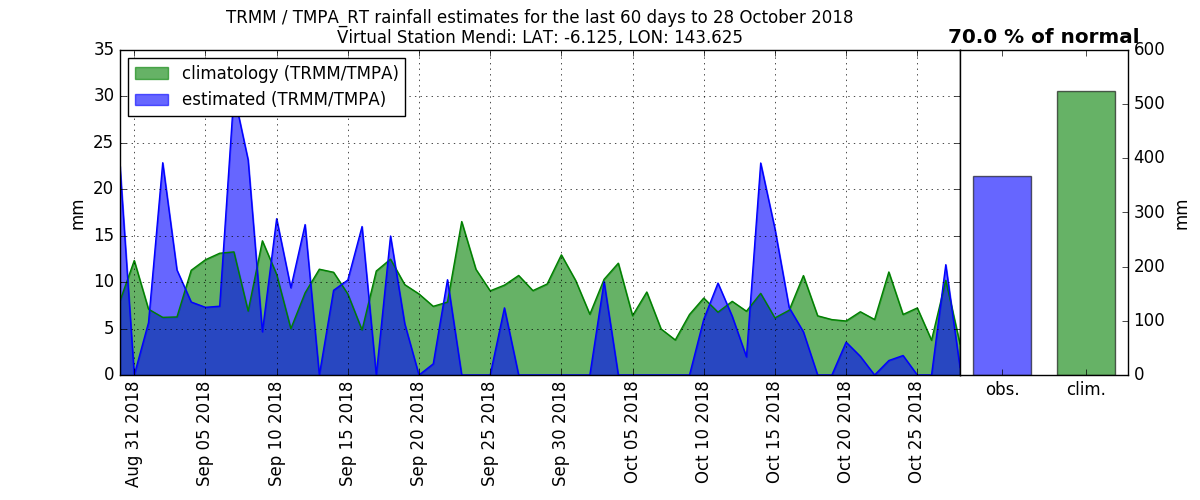 TRMM / TMPA_RT rainfall estimates for the last 60 days to 28 October 2018
Virtual Station Mendi: LAT: -6.125, LON: 143.625
70.0 % of normal
climatology (TRMM/TMPA)
estimated (TRMM/TMPA)
mm
35
30
25
20
15
10
5
0
Aug 31 2018
Sep 05 2018
Sep 10 2018
Sep 15 2018
Sep 20 2018
Sep 25 2018
Sep 30 2018
Oct 05 2018
Oct 10 2018
Oct 15 2018
Oct 20 2018
Oct 25 2018
600
500
400
300
200
100
0
mm
obs.
clim.